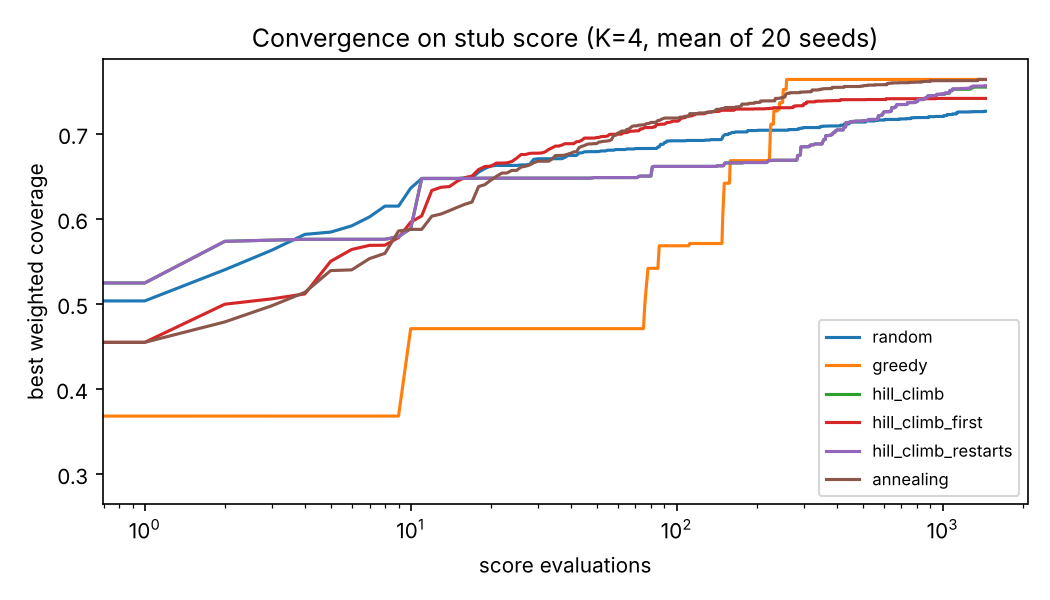 Convergence on stub score (K=4, mean of 20 seeds)
best weighted coverage
0.7
0.6
0.5
0.4
0.3
10⁰
10¹
10²
10³
score evaluations
random
greedy
hill_climb
hill_climb_first
hill_climb_restarts
annealing